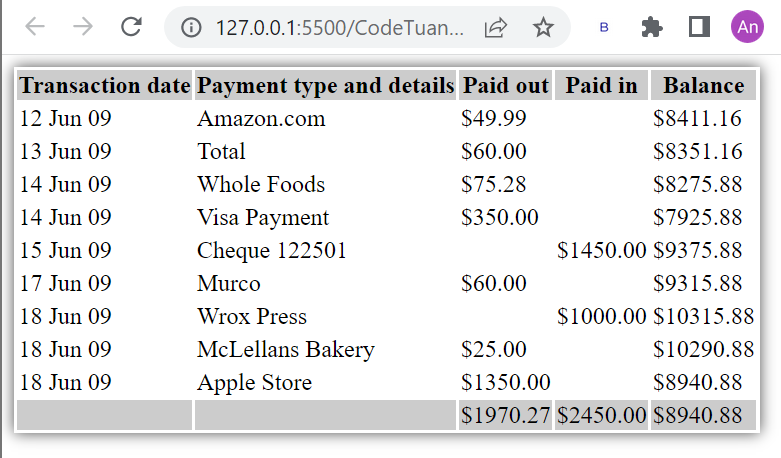 127.0.0.1:5500/CodeTuan... B An
Transaction date Payment type and details Paid out Paid in Balance
12 Jun 09 Amazon.com $49.99 $8411.16
13 Jun 09 Total $60.00 $8351.16
14 Jun 09 Whole Foods $75.28 $8275.88
14 Jun 09 Visa Payment $350.00 $7925.88
15 Jun 09 Cheque 122501 $1450.00 $9375.88
17 Jun 09 Murco $60.00 $9315.88
18 Jun 09 Wrox Press $1000.00 $10315.88
18 Jun 09 McLellans Bakery $25.00 $10290.88
18 Jun 09 Apple Store $1350.00 $8940.88
$1970.27 $2450.00 $8940.88